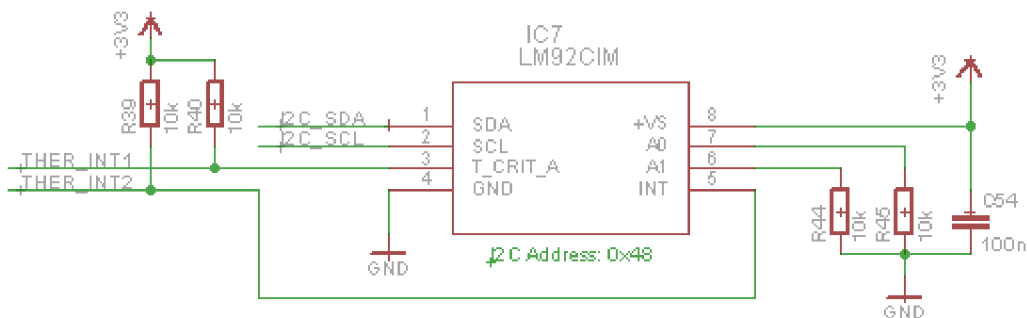 +3V3
R39
10k
R40
10k
IC7
LM92CIM
+3V3
I2C_SDA
I2C_SCL
THER_INT1
THER_INT2
1
2
3
4
SDA
SCL
T_CRIT_A
GND
+VS
A0
A1
INT
8
7
6
5
R44
10k
R45
10k
C54
100n
GND
I2C Address: 0x48
GND